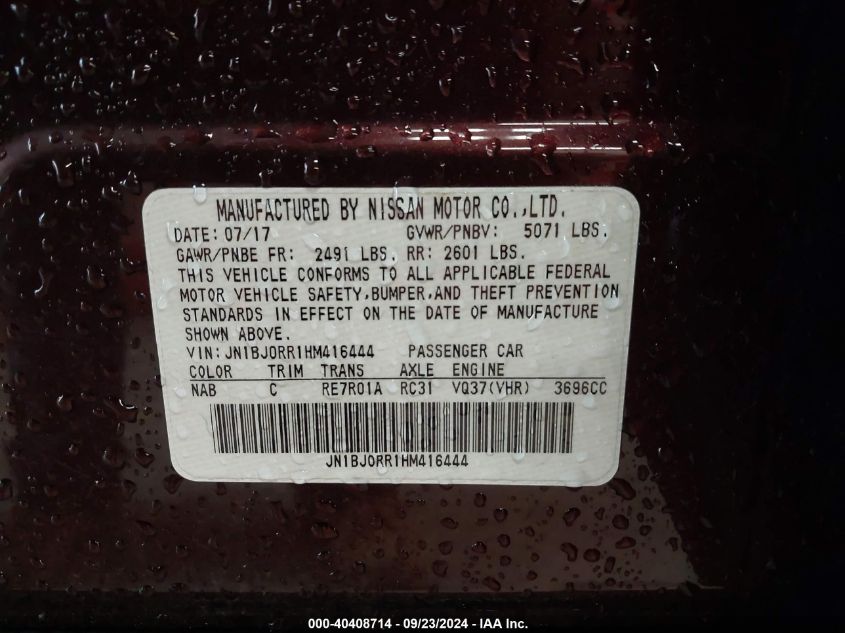 MANUFACTURED BY NISSAN MOTOR CO.,LTD.
DATE: 07/17 GVWR/PNBV: 5071 LBS.
GAWR/PNBE FR: 2491 LBS. RR: 2601 LBS.
THIS VEHICLE CONFORMS TO ALL APPLICABLE FEDERAL
MOTOR VEHICLE SAFETY,BUMPER,AND THEFT PREVENTION
STANDARDS IN EFFECT ON THE DATE OF MANUFACTURE
SHOWN ABOVE.
VIN: JN1BJ0RR1HM416444 PASSENGER CAR
COLOR TRIM TRANS AXLE ENGINE
NAB C RE7R01A RC31 VQ37(VHR) 3696CC
JN1BJ0RR1HM416444
000-40408714 - 09/23/2024 - IAA Inc.